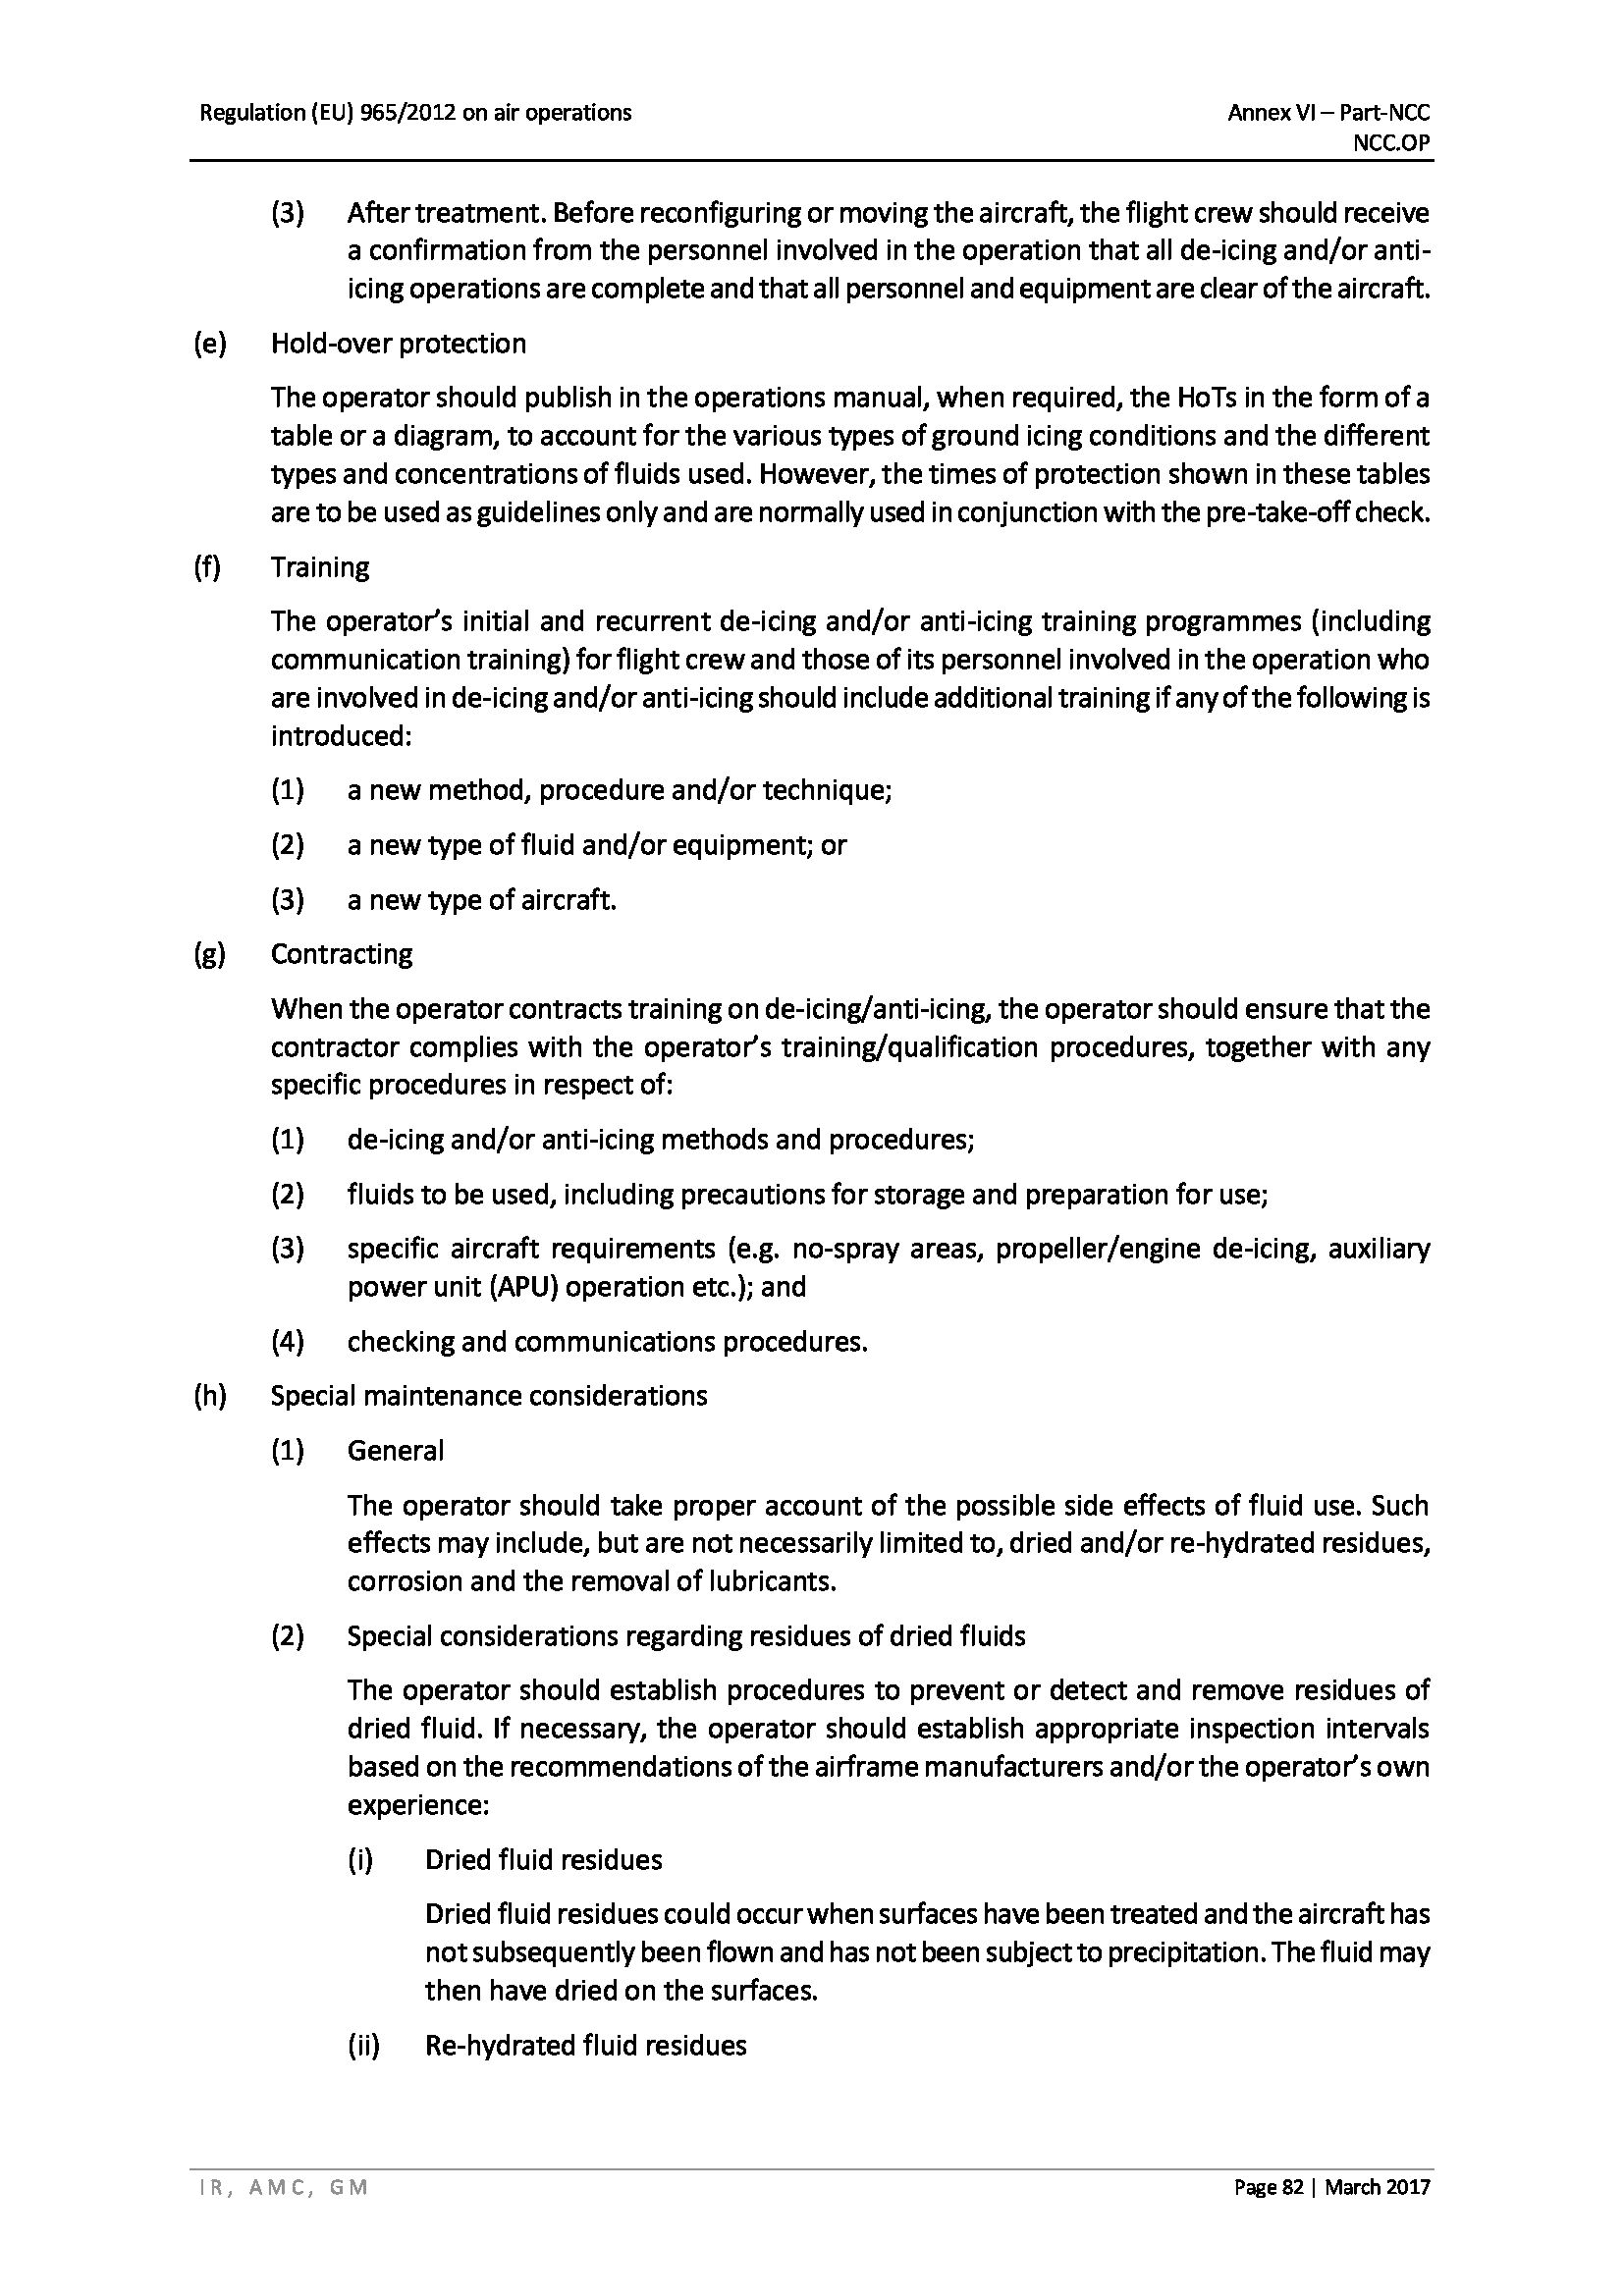 Regulation (EU) 965/2012 on air operations
Annex VI – Part-NCC
NCC.OP
(3) After treatment. Before reconfiguring or moving the aircraft, the flight crew should receive
a confirmation from the personnel involved in the operation that all de-icing and/or anti-
icing operations are complete and that all personnel and equipment are clear of the aircraft.
(e) Hold-over protection
The operator should publish in the operations manual, when required, the HoTs in the form of a
table or a diagram, to account for the various types of ground icing conditions and the different
types and concentrations of fluids used. However, the times of protection shown in these tables
are to be used as guidelines only and are normally used in conjunction with the pre-take-off check.
(f) Training
The operator’s initial and recurrent de-icing and/or anti-icing training programmes (including
communication training) for flight crew and those of its personnel involved in the operation who
are involved in de-icing and/or anti-icing should include additional training if any of the following is
introduced:
(1) a new method, procedure and/or technique;
(2) a new type of fluid and/or equipment; or
(3) a new type of aircraft.
(g) Contracting
When the operator contracts training on de-icing/anti-icing, the operator should ensure that the
contractor complies with the operator’s training/qualification procedures, together with any
specific procedures in respect of:
(1) de-icing and/or anti-icing methods and procedures;
(2) fluids to be used, including precautions for storage and preparation for use;
(3) specific aircraft requirements (e.g. no-spray areas, propeller/engine de-icing, auxiliary
power unit (APU) operation etc.); and
(4) checking and communications procedures.
(h) Special maintenance considerations
(1) General
The operator should take proper account of the possible side effects of fluid use. Such
effects may include, but are not necessarily limited to, dried and/or re-hydrated residues,
corrosion and the removal of lubricants.
(2) Special considerations regarding residues of dried fluids
The operator should establish procedures to prevent or detect and remove residues of
dried fluid. If necessary, the operator should establish appropriate inspection intervals
based on the recommendations of the airframe manufacturers and/or the operator’s own
experience:
(i) Dried fluid residues
Dried fluid residues could occur when surfaces have been treated and the aircraft has
not subsequently been flown and has not been subject to precipitation. The fluid may
then have dried on the surfaces.
(ii) Re-hydrated fluid residues
IR, AMC, GM
Page 82 | March 2017